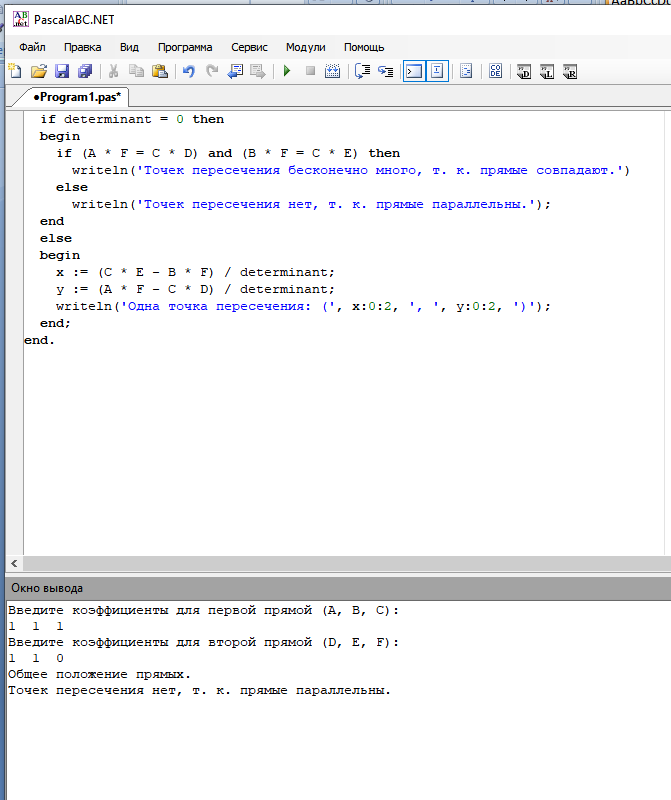 AaBbCcDd
PascalABC.NET
Файл Правка Вид Программа Сервис Модули Помощь
•Program1.pas*
if determinant = 0 then
begin
if (A * F = C * D) and (B * F = C * E) then
writeln('Точек пересечения бесконечно много, т. к. прямые совпадают.')
else
writeln('Точек пересечения нет, т. к. прямые параллельны.');
end
else
begin
x := (C * E - B * F) / determinant;
y := (A * F - C * D) / determinant;
writeln('Одна точка пересечения: (', x:0:2, ', ', y:0:2, ')');
end;
end.
Окно вывода
Введите коэффициенты для первой прямой (A, B, C):
1 1 1
Введите коэффициенты для второй прямой (D, E, F):
1 1 0
Общее положение прямых.
Точек пересечения нет, т. к. прямые параллельны.